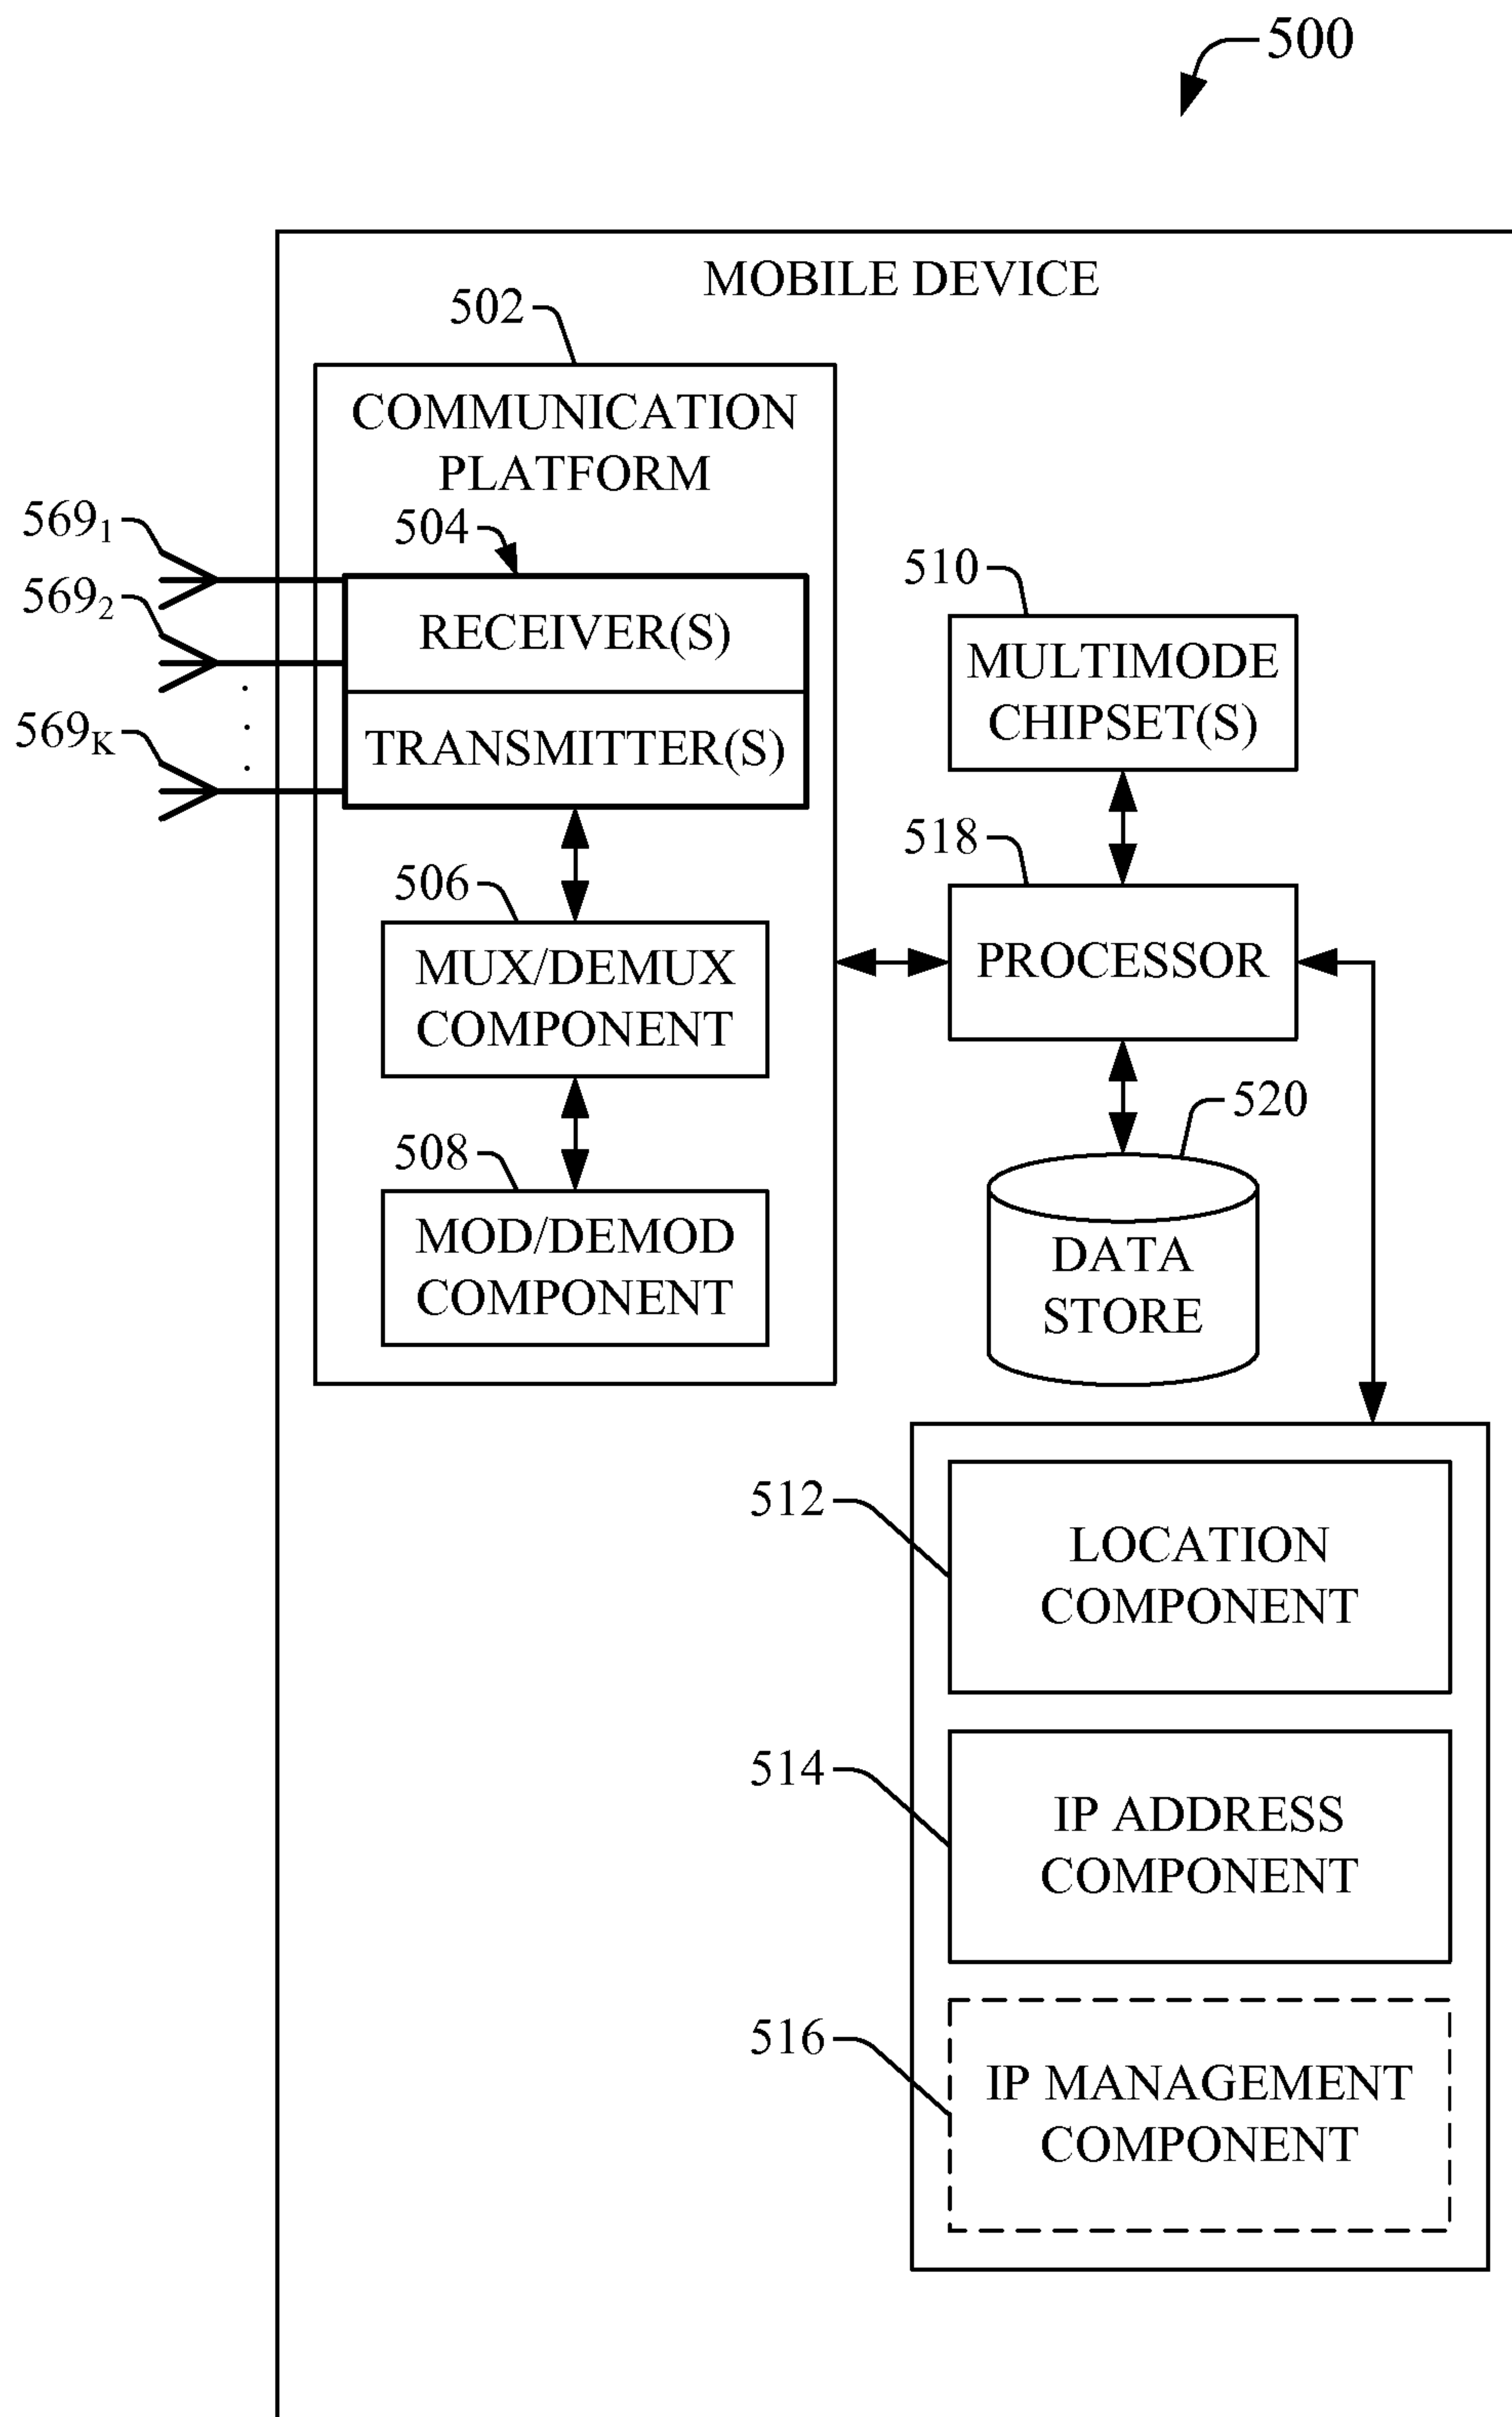 500
MOBILE DEVICE
502
COMMUNICATION
PLATFORM
504
569₁
569₂
569ₖ
RECEIVER(S)
TRANSMITTER(S)
506
MUX/DEMUX
COMPONENT
508
MOD/DEMOD
COMPONENT
510
MULTIMODE
CHIPSET(S)
518
PROCESSOR
520
DATA
STORE
512
LOCATION
COMPONENT
514
IP ADDRESS
COMPONENT
516
IP MANAGEMENT
COMPONENT